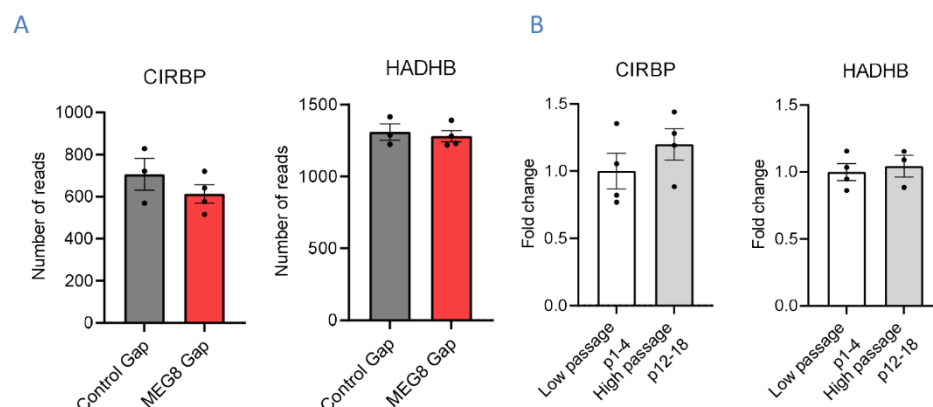 A
CIRBP
Number of reads
1000
800
600
400
200
0
Control Gap
MEG8 Gap
HADHB
Number of reads
1500
1250
1250
0
Control Gap
MEG8 Gap
B
CIRBP
Fold change
1.5
1.0
0.5
0.0
Low passage
p1-4
High passage
p12-18
HADHB
Fold change
1.5
1.0
0.5
0.0
Low passage
p1-4
High passage
p12-18